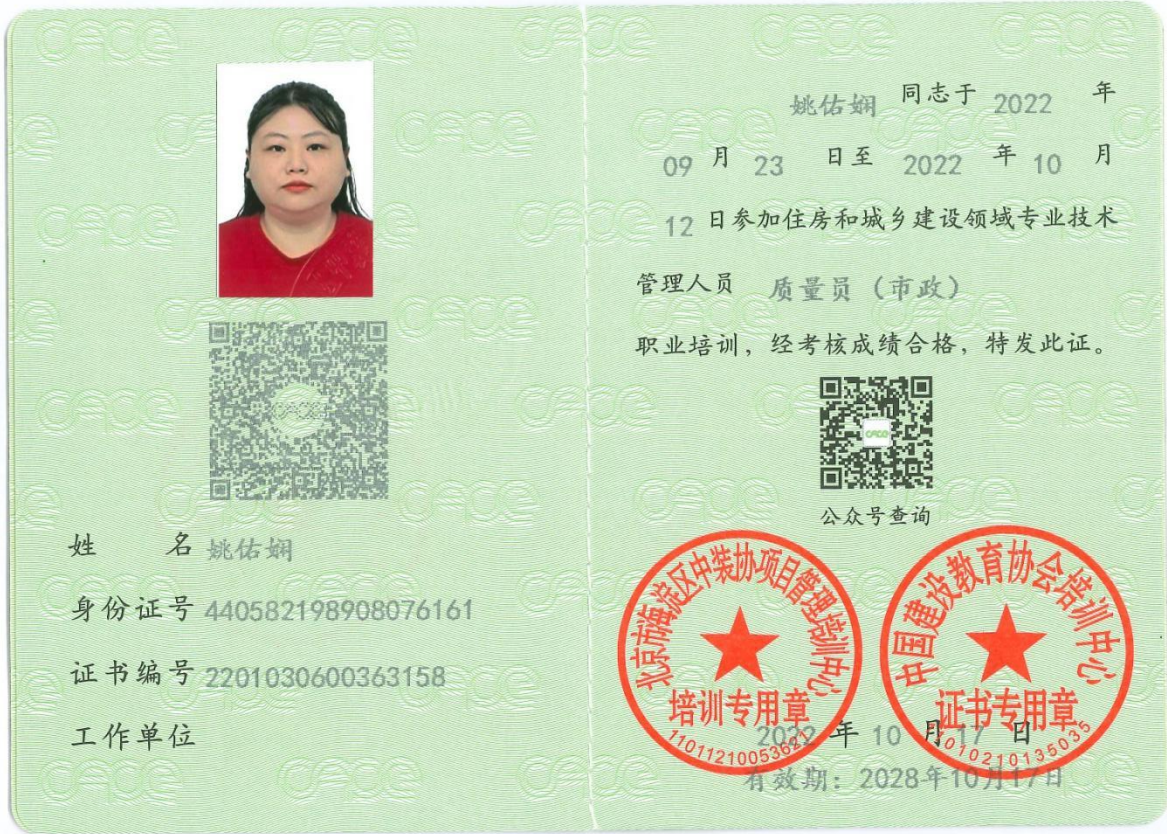 姓名 姚佑娴
身份证号 440582198908076161
证书编号 2201030600363158
工作单位
姚佑娴 同志于 2022 年
09 月 23 日至 2022 年 10 月
12 日参加住房和城乡建设领域专业技术
管理人员 质量员（市政）
职业培训，经考核成绩合格，特发此证。
公众号查询
北京市海淀区中装协项目管理培训中心
培训专用章
中国建设教育协会培训中心
证书专用章
11010210135035
2022 年 10 月 17 日
有效期：2028年10月17日